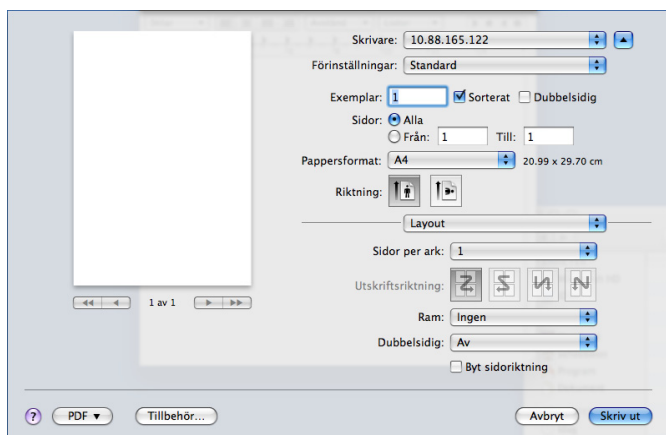 Skrivare: 10.88.165.122
Förinställningar: Standard
Exemplar: 1 Sorterat Dubbelsidig
Sidor: Alla
Från: 1 Till: 1
Pappersformat: A4 20.99 x 29.70 cm
Riktning:
Layout
Sidor per ark: 1
Utskriftsriktning:
1 av 1
Ram: Ingen
Dubbelsidig: Av
Byt sidoriktning
? PDF ▼ Tillbehör... Avbryt Skriv ut